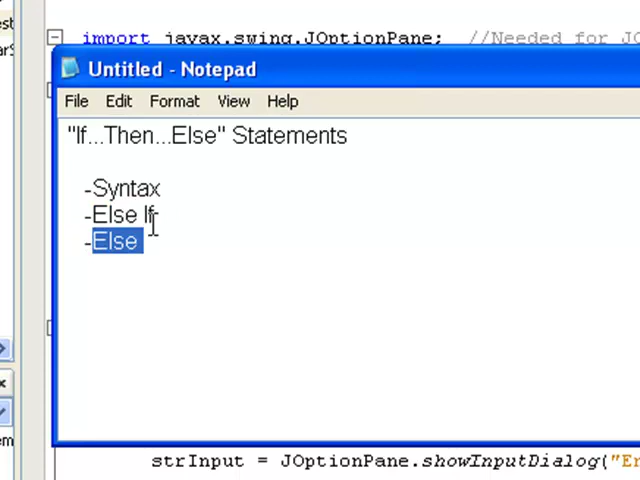 import javax.swing.JOptionPane; //Needed for JO
Untitled - Notepad
File Edit Format View Help
"If...Then...Else" Statements
-Syntax
-Else If
-Else
strInput = JOptionPane.showInputDialog("En